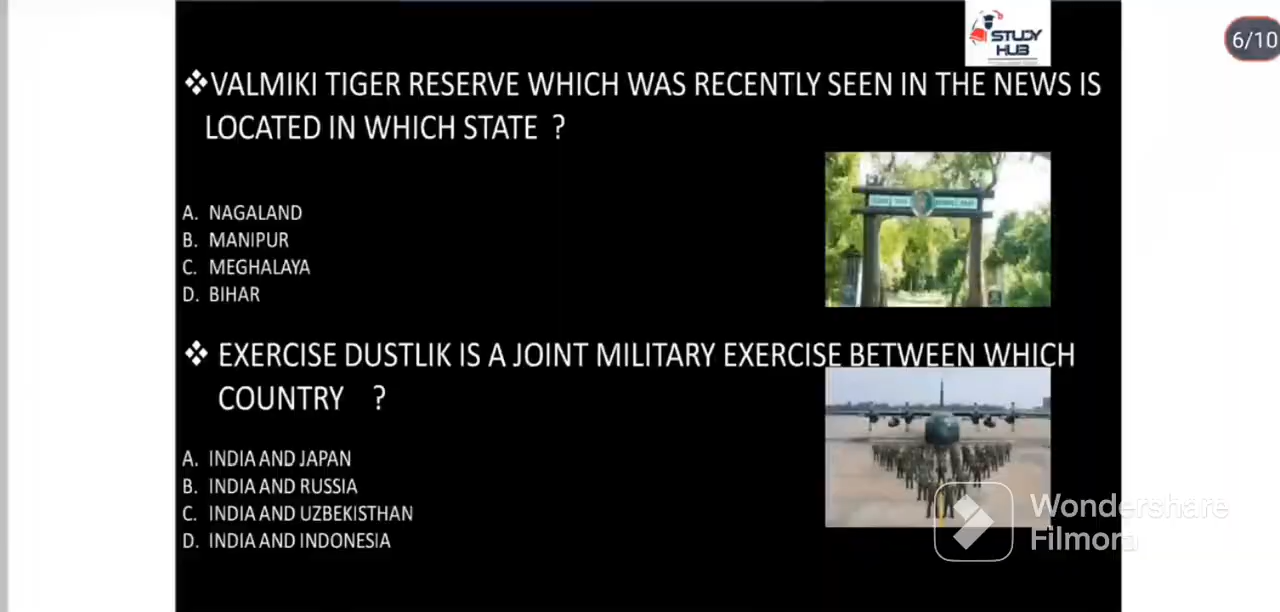 STUDY
HUB
6/10
❖VALMIKI TIGER RESERVE WHICH WAS RECENTLY SEEN IN THE NEWS IS
LOCATED IN WHICH STATE ?
A. NAGALAND
B. MANIPUR
C. MEGHALAYA
D. BIHAR
❖ EXERCISE DUSTLIK IS A JOINT MILITARY EXERCISE BETWEEN WHICH
COUNTRY ?
A. INDIA AND JAPAN
B. INDIA AND RUSSIA
C. INDIA AND UZBEKISTHAN
D. INDIA AND INDONESIA
Wondershare
Filmora